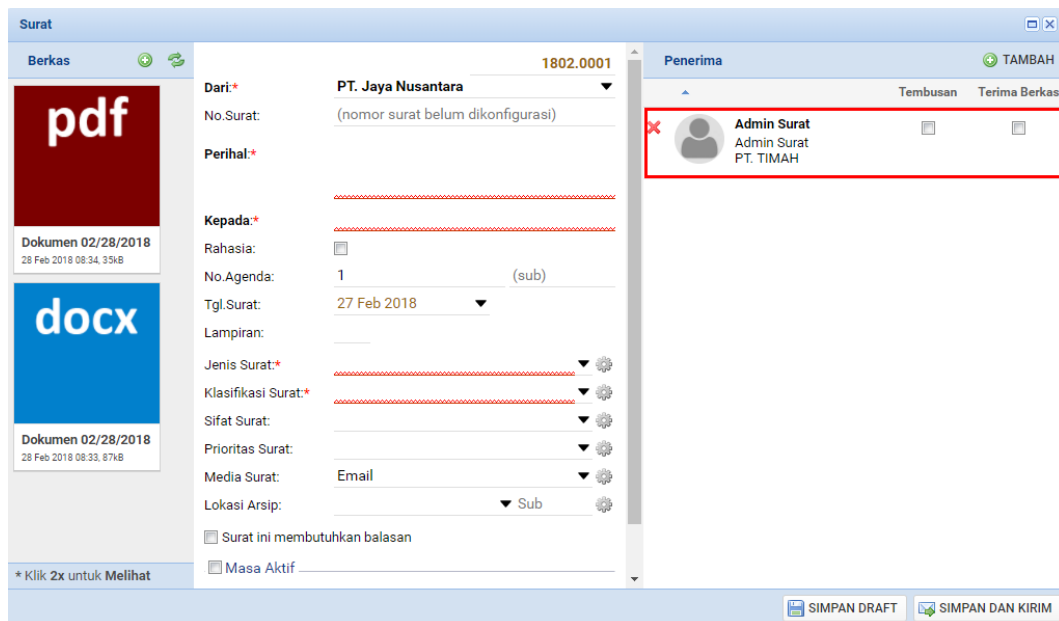 Surat
Berkas
pdf
Dokumen 02/28/2018
28 Feb 2018 08:34, 35kB
docx
Dokumen 02/28/2018
28 Feb 2018 08:33, 87kB
* Klik 2x untuk Melihat
1802.0001
Dari:* PT. Jaya Nusantara
No.Surat: (nomor surat belum dikonfigurasi)
Perihal:*
Kepada:*
Rahasia:
No.Agenda: 1 (sub)
Tgl.Surat: 27 Feb 2018
Lampiran:
Jenis Surat:*
Klasifikasi Surat:*
Sifat Surat:
Prioritas Surat:
Media Surat: Email
Lokasi Arsip: Sub
Surat ini membutuhkan balasan
Masa Aktif
Penerima TAMBAH
Tembusan Terima Berkas
Admin Surat
Admin Surat
PT. TIMAH
SIMPAN DRAFT SIMPAN DAN KIRIM